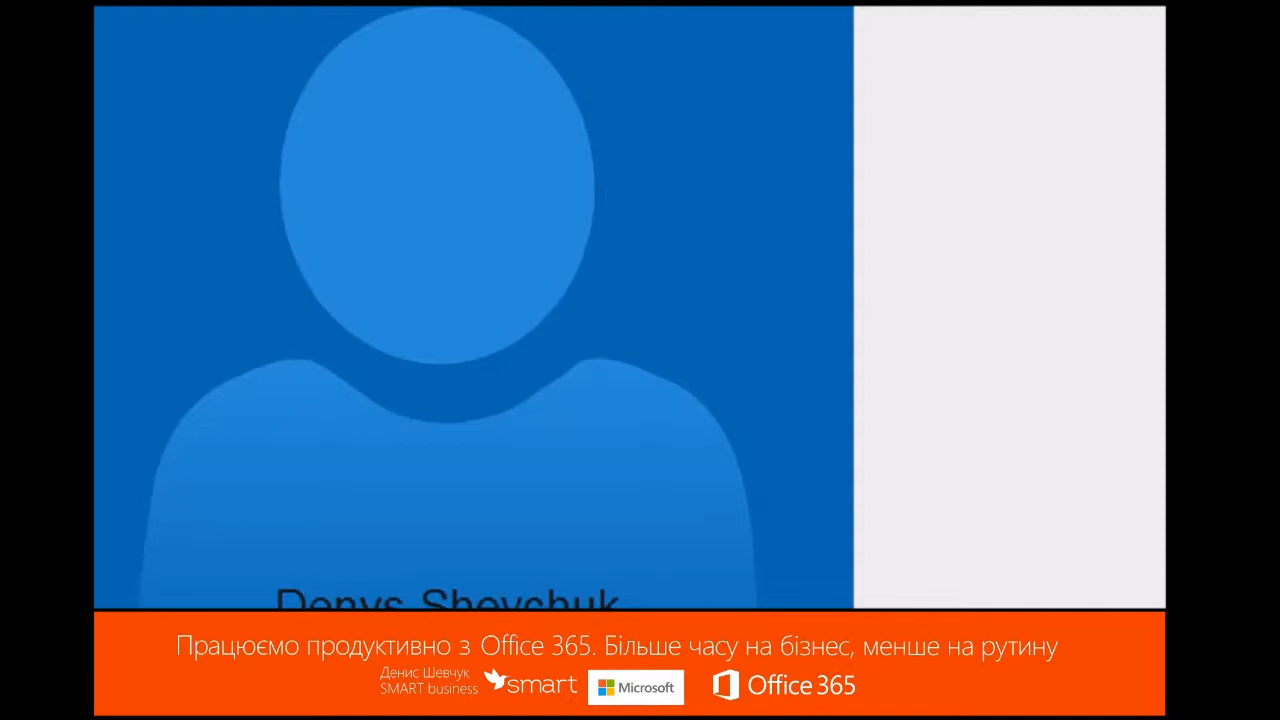 Denys Shevchuk
Працюємо продуктивно з Office 365. Більше часу на бізнес, менше на рутину
Денис Шевчук
SMART business
smart
Microsoft
Office 365